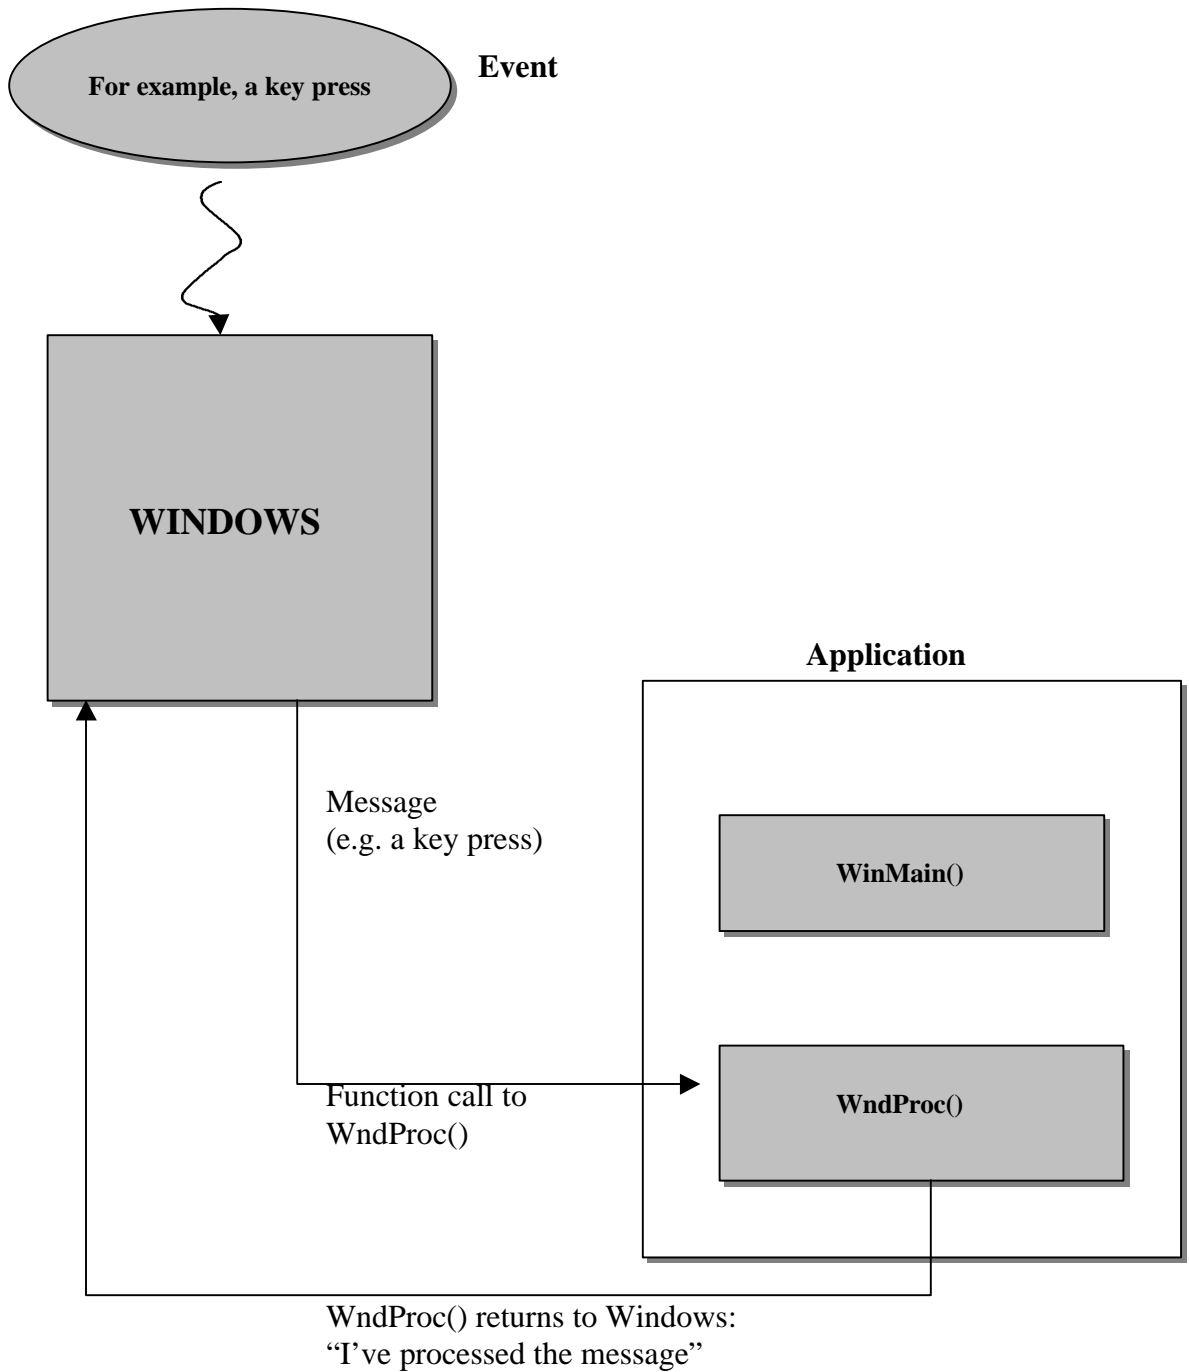 Event
For example, a key press
WINDOWS
Application
Message
(e.g. a key press)
WinMain()
Function call to
WndProc()
WndProc()
WndProc() returns to Windows:
“I’ve processed the message”